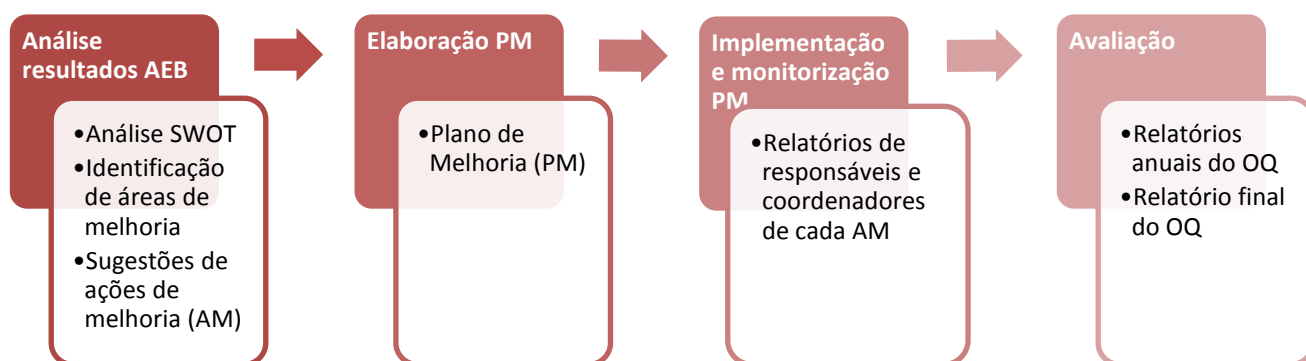 Análise
resultados AEB
•Análise SWOT
•Identificação
de áreas de
melhoria
•Sugestões de
ações de
melhoria (AM)
Elaboração PM
•Plano de
Melhoria (PM)
Implementação
e monitorização
PM
•Relatórios de
responsáveis e
coordenadores
de cada AM
Avaliação
•Relatórios
anuais do OQ
•Relatório final
do OQ